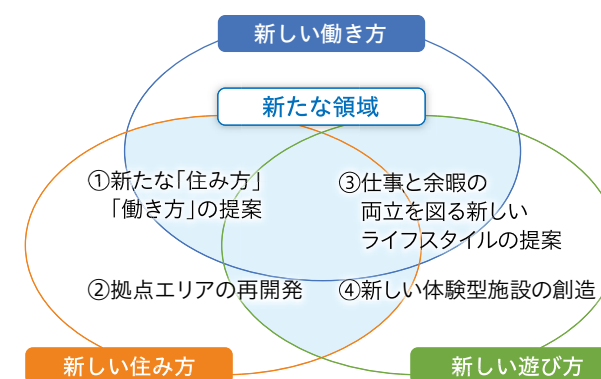 新しい働き方
新たな領域
①新たな「住み方」
「働き方」の提案
③仕事と余暇の
両立を図る新しい
ライフスタイルの提案
②拠点エリアの再開発
④新しい体験型施設の創造
新しい住み方
新しい遊び方